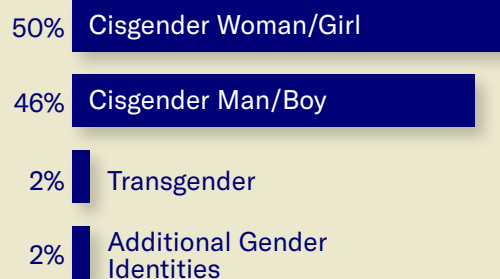 50% Cisgender Woman/Girl
46% Cisgender Man/Boy
2% Transgender
2% Additional Gender
Identities